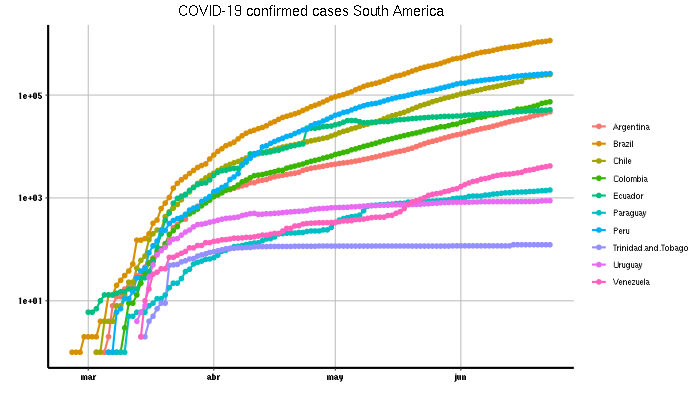 COVID-19 confirmed cases South America
1e+05
1e+03
1e+01
mar
abr
may
jun
Argentina
Brazil
Chile
Colombia
Ecuador
Paraguay
Peru
Trinidad.and.Tobago
Uruguay
Venezuela